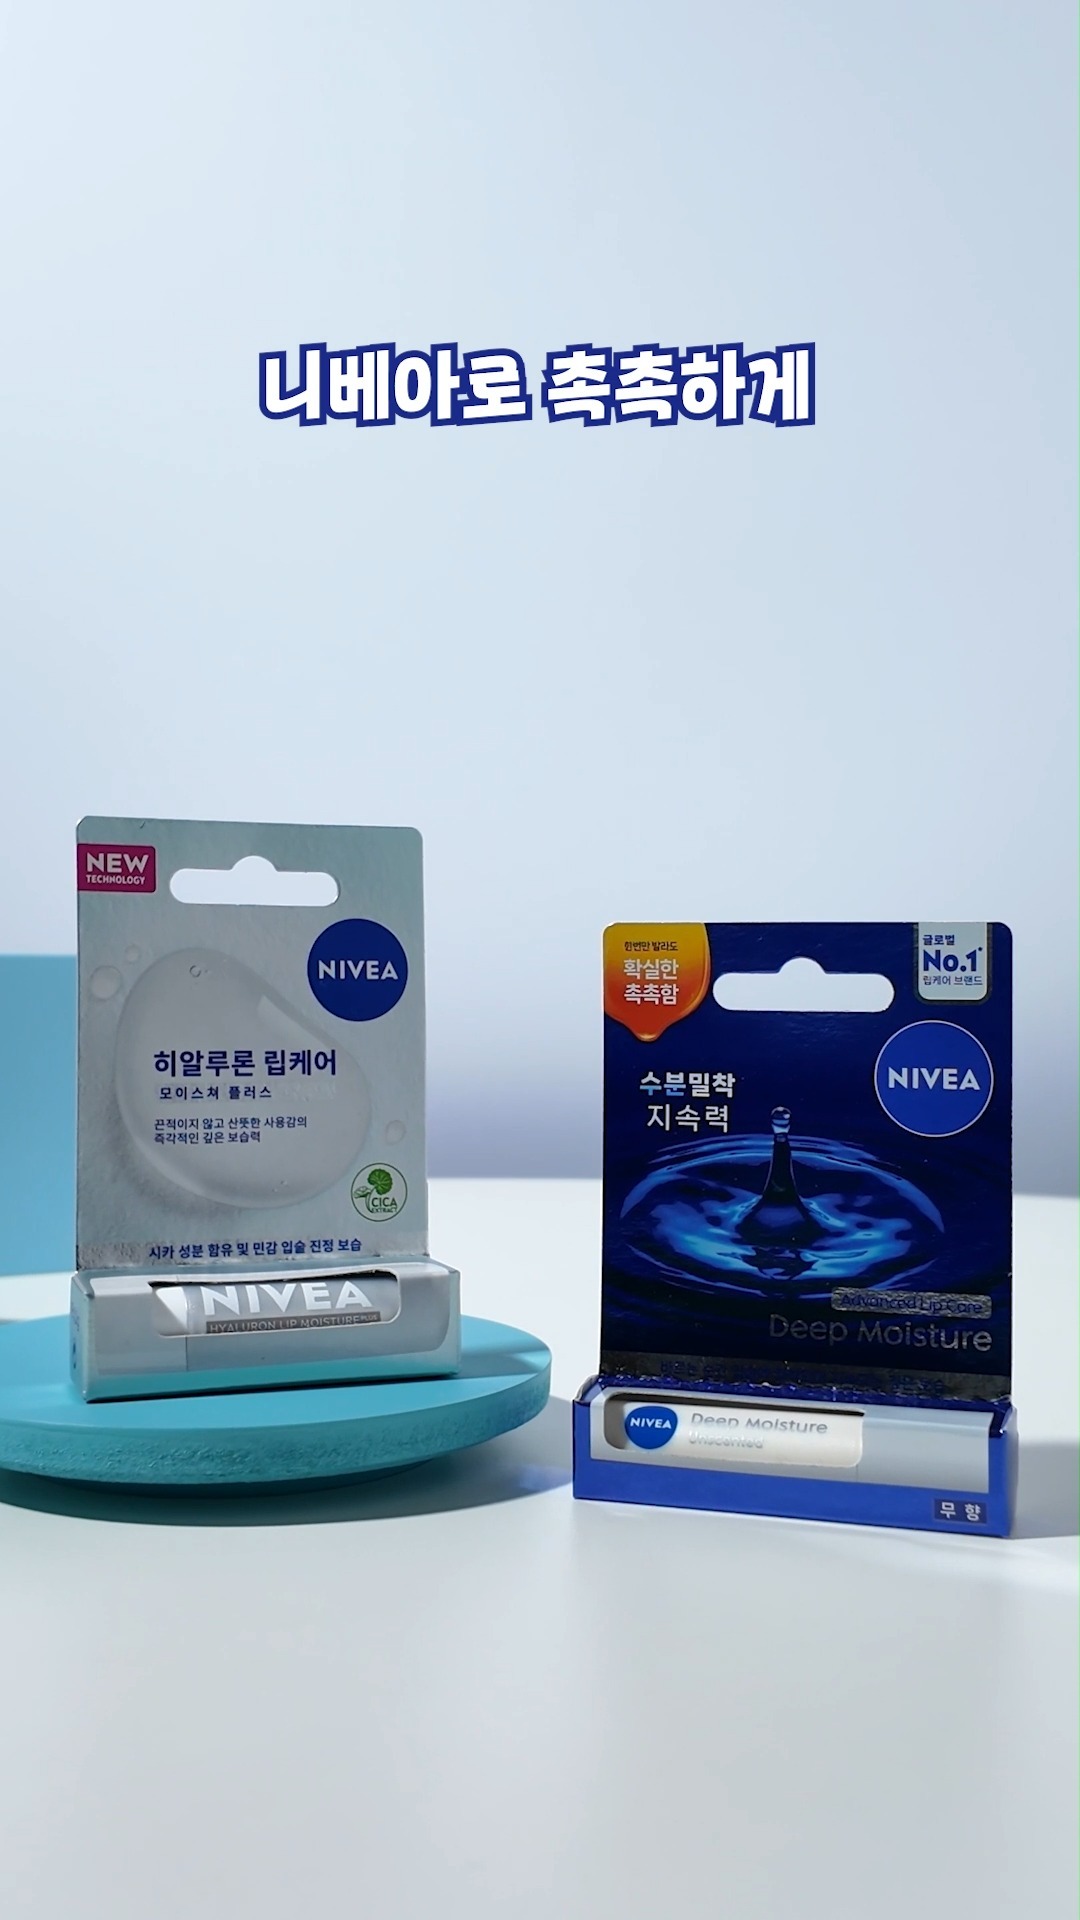 니베아로 촉촉하게
NEW
TECHNOLOGY
NIVEA
히알루론 립케어
모이스쳐 플러스
끈적이지 않고 산뜻한 사용감의
즉각적인 깊은 보습력
CICA
EXTRACT
시카 성분 함유 및 민감 입술 진정 보습
NIVEA
HYALURON LIP MOISTURE PLUS
한번만 발라도
확실한
촉촉함
글로벌
No.1*
립케어 브랜드
NIVEA
수분밀착
지속력
Advanced Lip Care
Deep Moisture
NIVEA
Deep Moisture
Unscented
무향